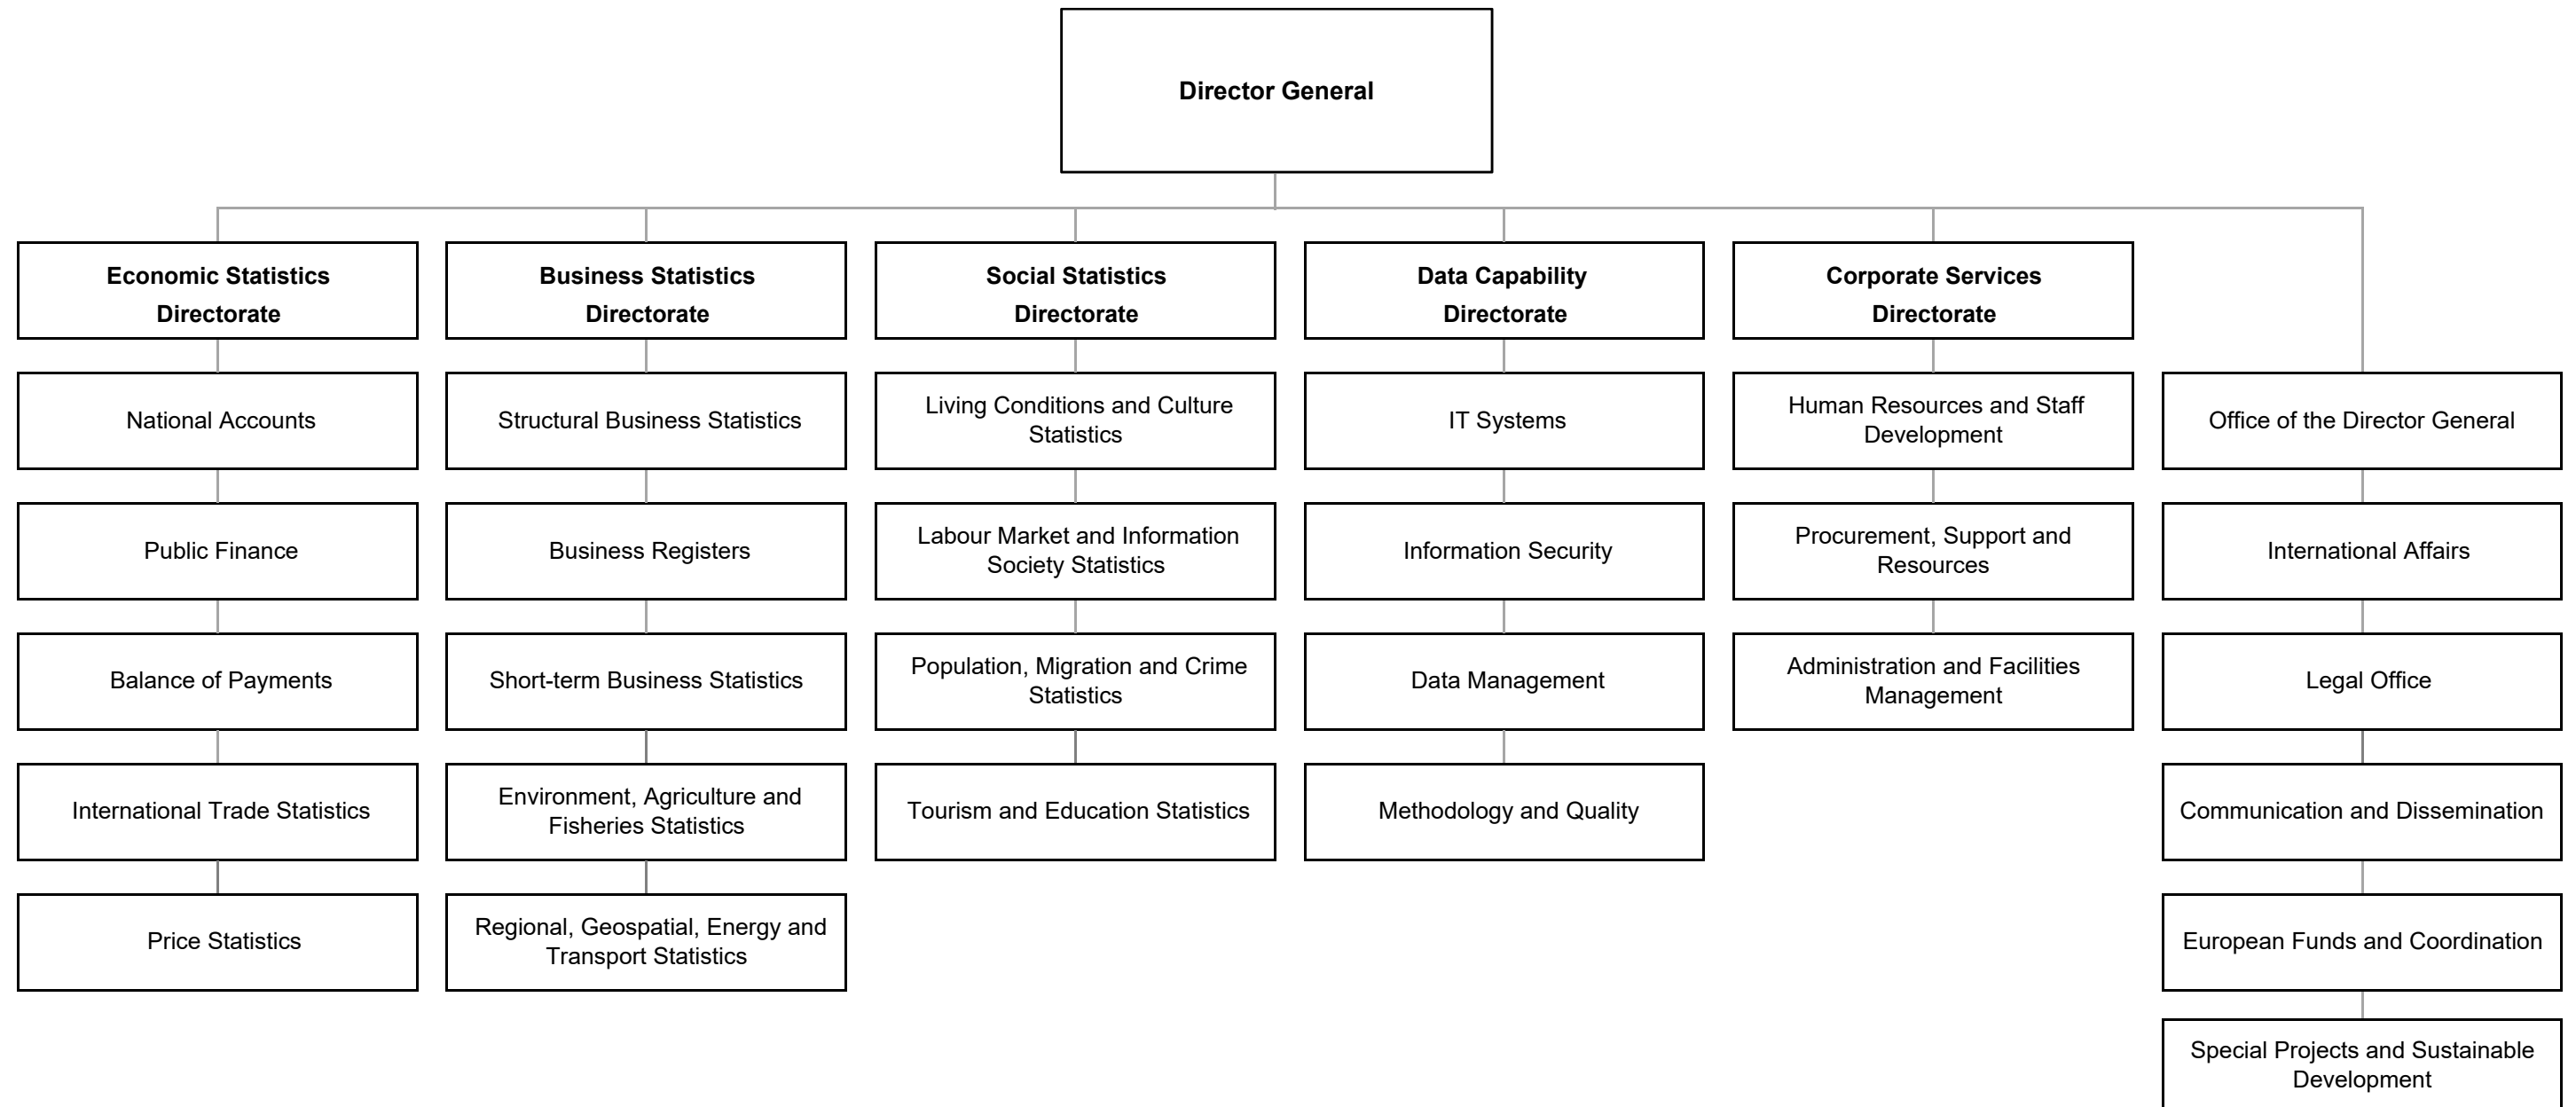 Director General
Economic Statistics
Directorate
National Accounts
Public Finance
Balance of Payments
International Trade Statistics
Price Statistics
Business Statistics
Directorate
Structural Business Statistics
Business Registers
Short-term Business Statistics
Environment, Agriculture and
Fisheries Statistics
Regional, Geospatial, Energy and
Transport Statistics
Social Statistics
Directorate
Living Conditions and Culture
Statistics
Labour Market and Information
Society Statistics
Population, Migration and Crime
Statistics
Tourism and Education Statistics
Data Capability
Directorate
IT Systems
Information Security
Data Management
Methodology and Quality
Corporate Services
Directorate
Human Resources and Staff
Development
Procurement, Support and
Resources
Administration and Facilities
Management
Office of the Director General
International Affairs
Legal Office
Communication and Dissemination
European Funds and Coordination
Special Projects and Sustainable
Development